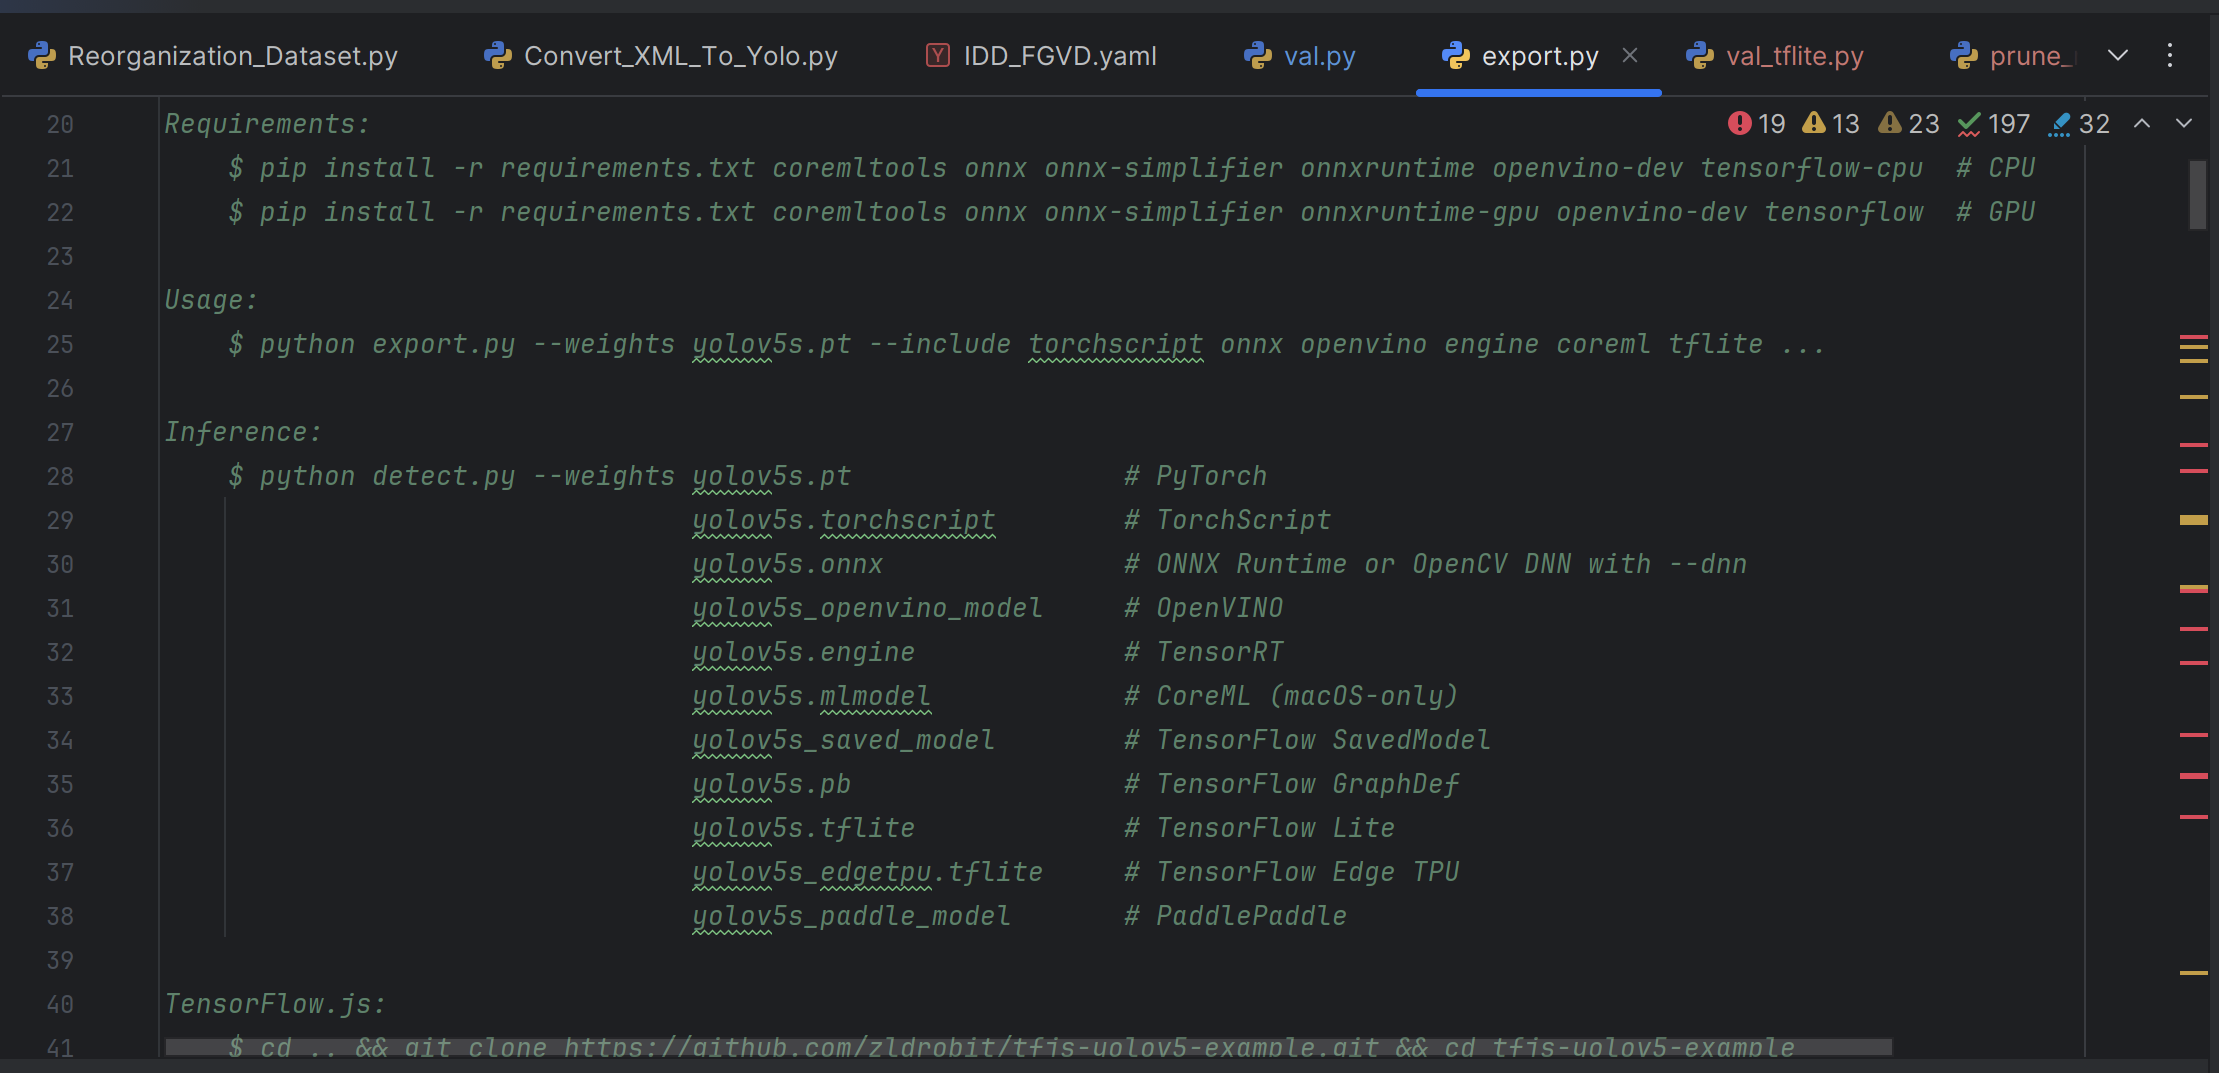 Reorganization_Dataset.py Convert_XML_To_Yolo.py IDD_FGVD.yaml val.py export.py val_tflite.py prune_
20 Requirements: 19 13 23 197 32
21 $ pip install -r requirements.txt coremltools onnx onnx-simplifier onnxruntime openvino-dev tensorflow-cpu # CPU
22 $ pip install -r requirements.txt coremltools onnx onnx-simplifier onnxruntime-gpu openvino-dev tensorflow # GPU
23
24 Usage:
25 $ python export.py --weights yolov5s.pt --include torchscript onnx openvino engine coreml tflite ...
26
27 Inference:
28 $ python detect.py --weights yolov5s.pt # PyTorch
29 yolov5s.torchscript # TorchScript
30 yolov5s.onnx # ONNX Runtime or OpenCV DNN with --dnn
31 yolov5s_openvino_model # OpenVINO
32 yolov5s.engine # TensorRT
33 yolov5s.mlmodel # CoreML (macOS-only)
34 yolov5s_saved_model # TensorFlow SavedModel
35 yolov5s.pb # TensorFlow GraphDef
36 yolov5s.tflite # TensorFlow Lite
37 yolov5s_edgetpu.tflite # TensorFlow Edge TPU
38 yolov5s_paddle_model # PaddlePaddle
39
40 TensorFlow.js:
41 $ cd .. && git clone https://github.com/zldrobit/tfjs-yolov5-example.git && cd tfjs-yolov5-example